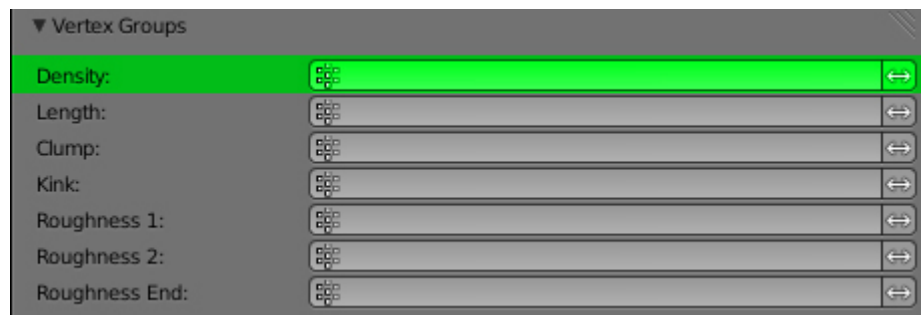 Vertex Groups
Density:
Length:
Clump:
Kink:
Roughness 1:
Roughness 2:
Roughness End: